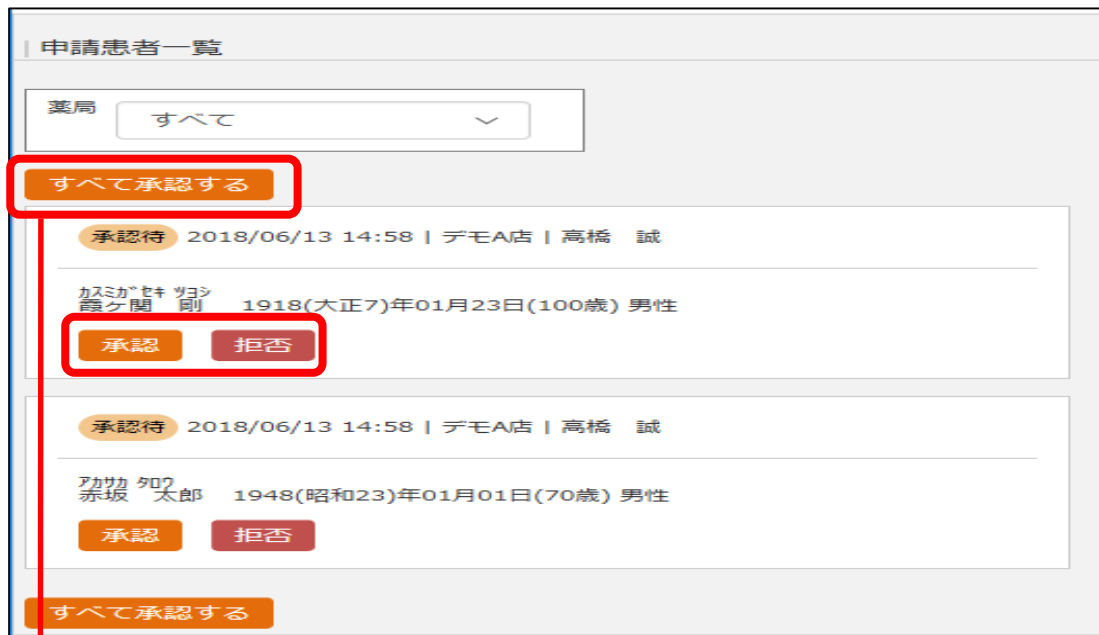 申請患者一覧
薬局 すべて
すべて承認する
承認待 2018/06/13 14:58 | デモA店 | 高橋 誠
カスミガセキ ツヨシ
霞ケ関 剛 1918(大正7)年01月23日(100歳) 男性
承認 拒否
承認待 2018/06/13 14:58 | デモA店 | 高橋 誠
アカサカ タロウ
赤坂 太郎 1948(昭和23)年01月01日(70歳) 男性
承認 拒否
すべて承認する